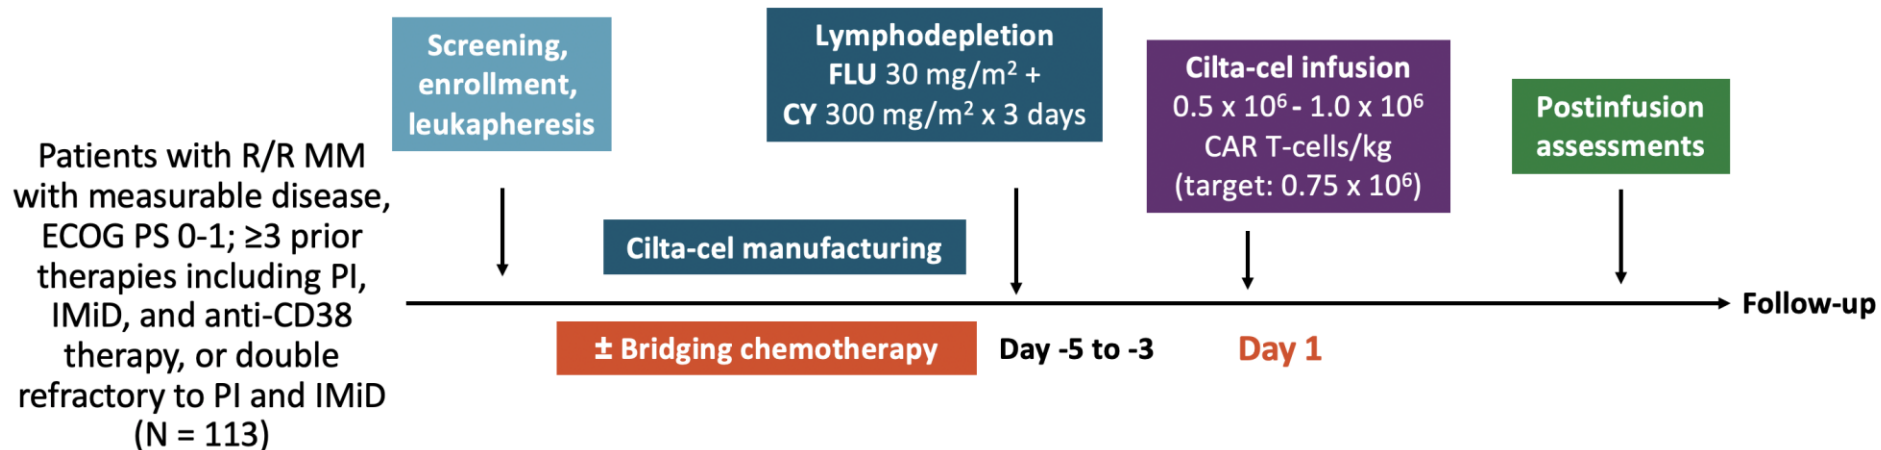 Patients with R/R MM
with measurable disease,
ECOG PS 0-1; ≥3 prior
therapies including PI,
IMiD, and anti-CD38
therapy, or double
refractory to PI and IMiD
(N = 113)
Screening,
enrollment,
leukapheresis
Cilta-cel manufacturing
± Bridging chemotherapy
Lymphodepletion
FLU 30 mg/m² +
CY 300 mg/m² x 3 days
Day -5 to -3
Cilta-cel infusion
0.5 x 10⁶ - 1.0 x 10⁶
CAR T-cells/kg
(target: 0.75 x 10⁶)
Day 1
Postinfusion
assessments
Follow-up